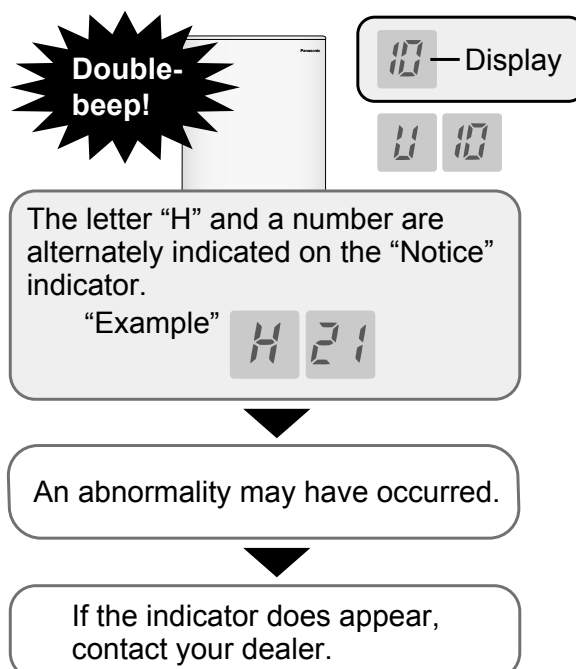 Double-
beep!
Panasonic
10
Display
U 10
The letter “H” and a number are
alternately indicated on the “Notice”
indicator.
“Example” H 21
An abnormality may have occurred.
If the indicator does appear,
contact your dealer.